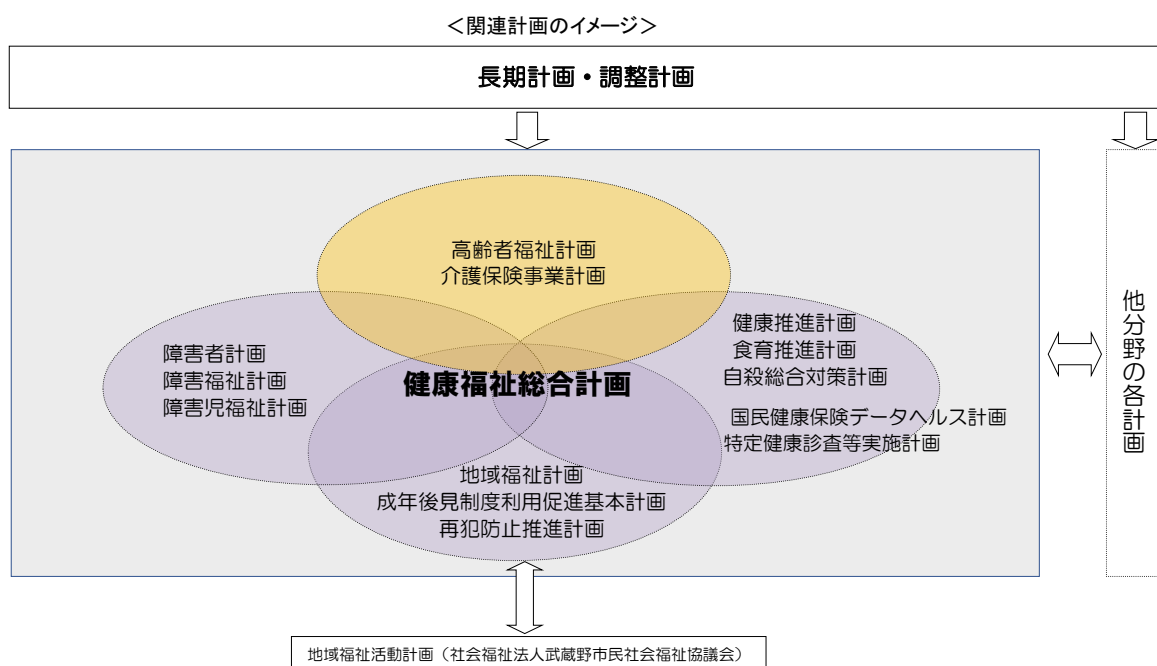 ＜関連計画のイメージ＞
長期計画・調整計画
高齢者福祉計画
介護保険事業計画
障害者計画
障害福祉計画
障害児福祉計画
健康福祉総合計画
健康推進計画
食育推進計画
自殺総合対策計画
国民健康保険データヘルス計画
特定健康診査等実施計画
地域福祉計画
成年後見制度利用促進基本計画
再犯防止推進計画
他分野の各計画
地域福祉活動計画（社会福祉法人武蔵野市民社会福祉協議会）